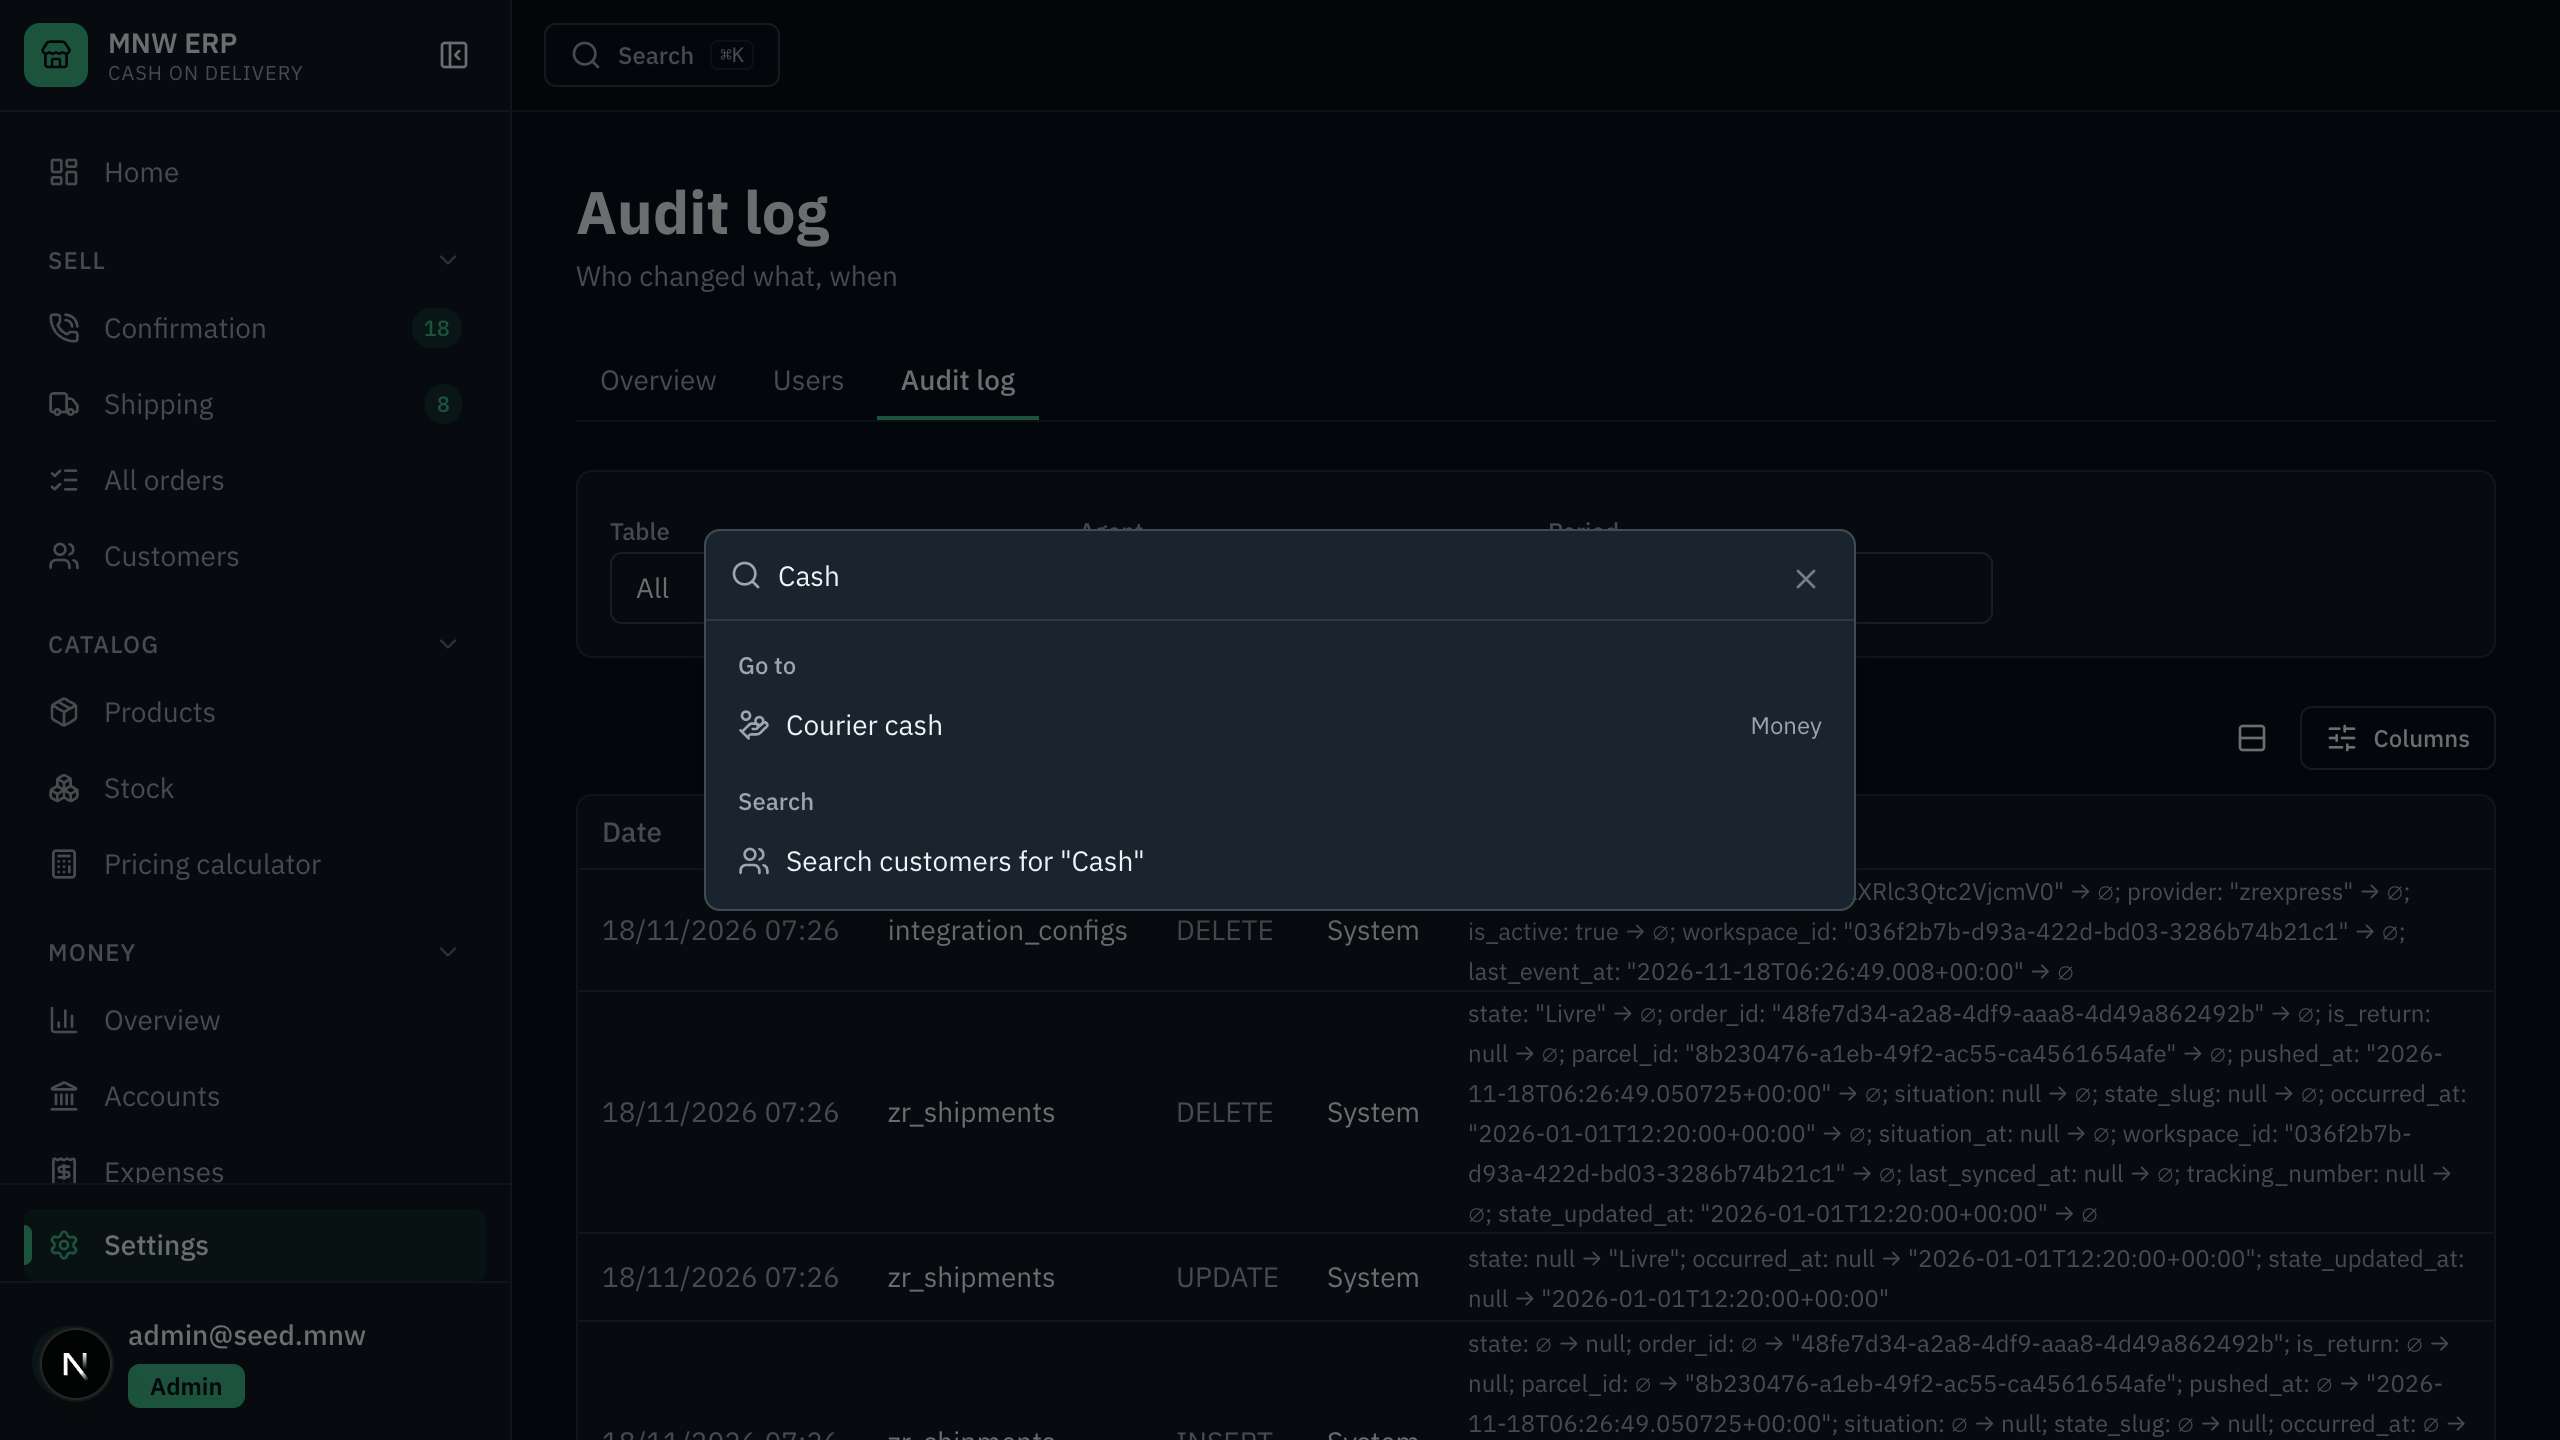 MNW ERP
CASH ON DELIVERY
Search ⌘K
Home
SELL
Confirmation 18
Shipping 8
All orders
Customers
CATALOG
Products
Stock
Pricing calculator
MONEY
Overview
Accounts
Expenses
Settings
admin@seed.mnw
Admin
Audit log
Who changed what, when
Overview Users Audit log
Table Agent Period
All
Cash
Go to
Courier cash Money
Search
Search customers for "Cash"
Columns
Date
XRlc3Qtc2VjcmV0" → ∅; provider: "zrexpress" → ∅;
18/11/2026 07:26 integration_configs DELETE System
is_active: true → ∅; workspace_id: "036f2b7b-d93a-422d-bd03-3286b74b21c1" → ∅;
last_event_at: "2026-11-18T06:26:49.008+00:00" → ∅
18/11/2026 07:26 zr_shipments DELETE System
state: "Livre" → ∅; order_id: "48fe7d34-a2a8-4df9-aaa8-4d49a862492b" → ∅; is_return:
null → ∅; parcel_id: "8b230476-a1eb-49f2-ac55-ca4561654afe" → ∅; pushed_at: "2026-
11-18T06:26:49.050725+00:00" → ∅; situation: null → ∅; state_slug: null → ∅; occurred_at:
"2026-01-01T12:20:00+00:00" → ∅; situation_at: null → ∅; workspace_id: "036f2b7b-
d93a-422d-bd03-3286b74b21c1" → ∅; last_synced_at: null → ∅; tracking_number: null →
∅; state_updated_at: "2026-01-01T12:20:00+00:00" → ∅
18/11/2026 07:26 zr_shipments UPDATE System
state: null → "Livre"; occurred_at: null → "2026-01-01T12:20:00+00:00"; state_updated_at:
null → "2026-01-01T12:20:00+00:00"
18/11/2026 07:26 zr_shipments INSERT System
state: ∅ → null; order_id: ∅ → "48fe7d34-a2a8-4df9-aaa8-4d49a862492b"; is_return: ∅ →
null; parcel_id: ∅ → "8b230476-a1eb-49f2-ac55-ca4561654afe"; pushed_at: ∅ → "2026-
11-18T06:26:49.050725+00:00"; situation: ∅ → null; state_slug: ∅ → null; occurred_at: ∅ →